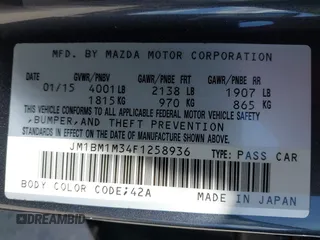 MFD. BY MAZDA MOTOR CORPORATION
GVWR/PNBV GAWR/PNBE FRT GAWR/PNBE RR
01/15 4001LB 2138 LB 1907 LB
1815KG 970 KG 865 KG
THIS VEHICLE CONFORMS TO ALL APPLICABLE FEDERAL MOTOR VEHICLE SAFETY,
BUMPER, AND THEFT PREVENTION
STANDARDS IN EFFECT ON THE DATE OF MANUFACTURE SHOWN ABOVE.
JM1BM1M34F1258936 TYPE: PASS CAR
BODY COLOR CODE;42A
MADE IN JAPAN
DREAMBID